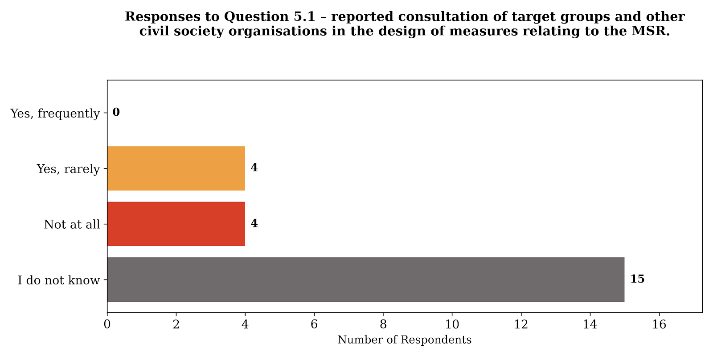 Responses to Question 5.1 – reported consultation of target groups and other
civil society organisations in the design of measures relating to the MSR.
Yes, frequently
0
Yes, rarely
4
Not at all
4
I do not know
15
0 2 4 6 8 10 12 14 16
Number of Respondents